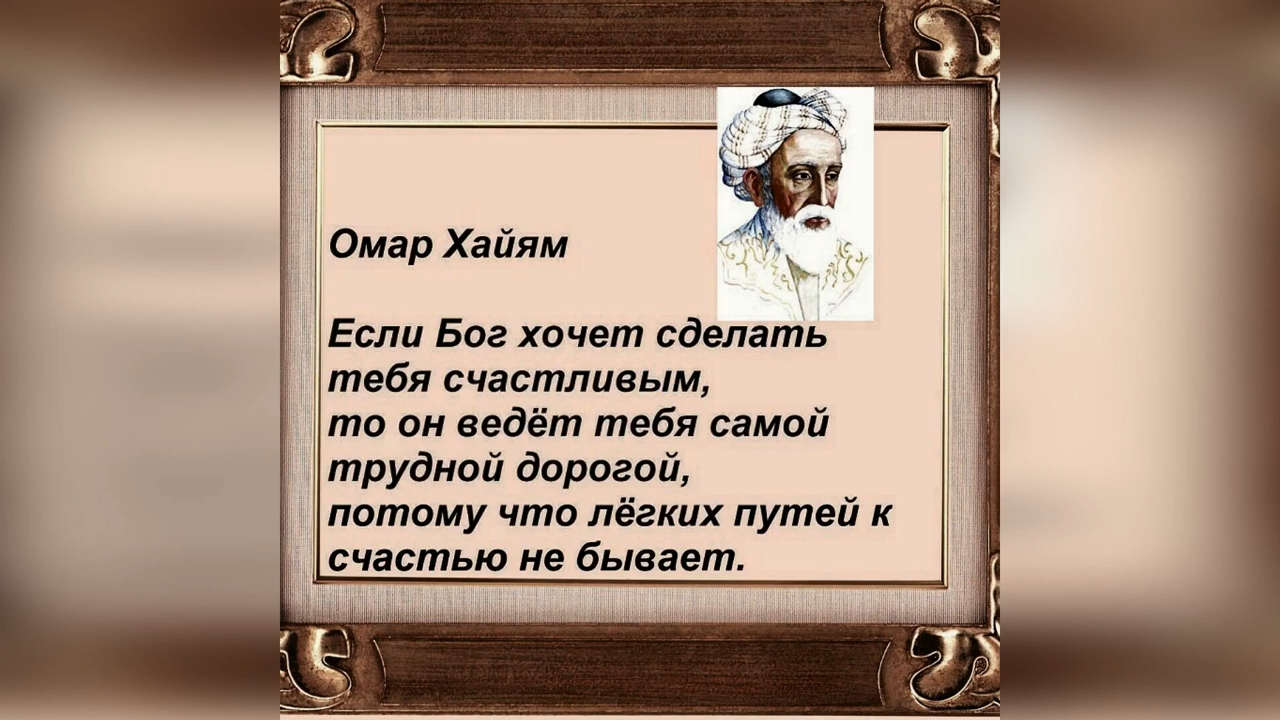 Омар Хайям
Если Бог хочет сделать
тебя счастливым,
то он ведёт тебя самой
трудной дорогой,
потому что лёгких путей к
счастью не бывает.